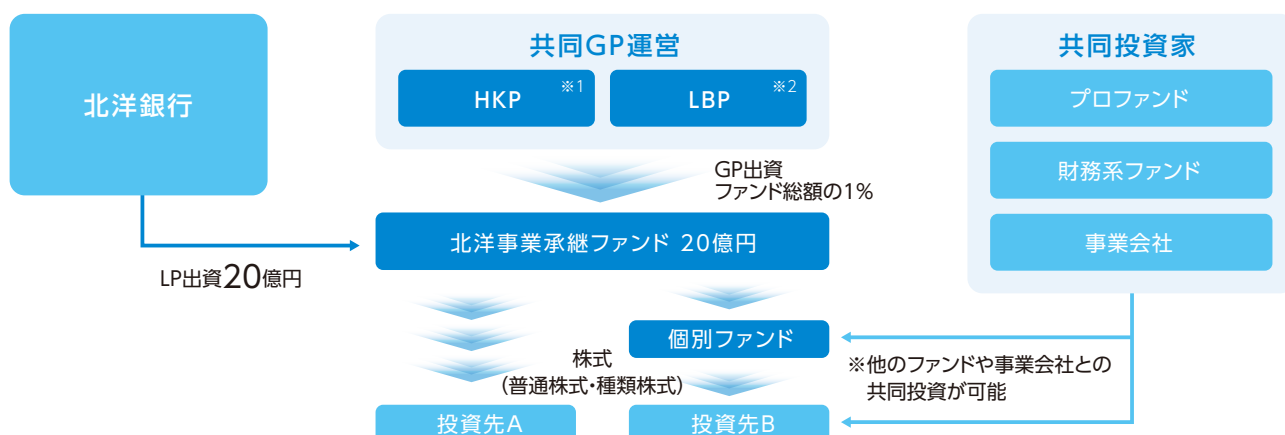 北洋銀行
共同GP運営
HKP ※1
LBP ※2
共同投資家
プロファンド
財務系ファンド
事業会社
GP出資
ファンド総額の1%
北洋事業承継ファンド 20億円
LP出資20億円
個別ファンド
株式
（普通株式・種類株式）
※他のファンドや事業会社との
共同投資が可能
投資先A
投資先B